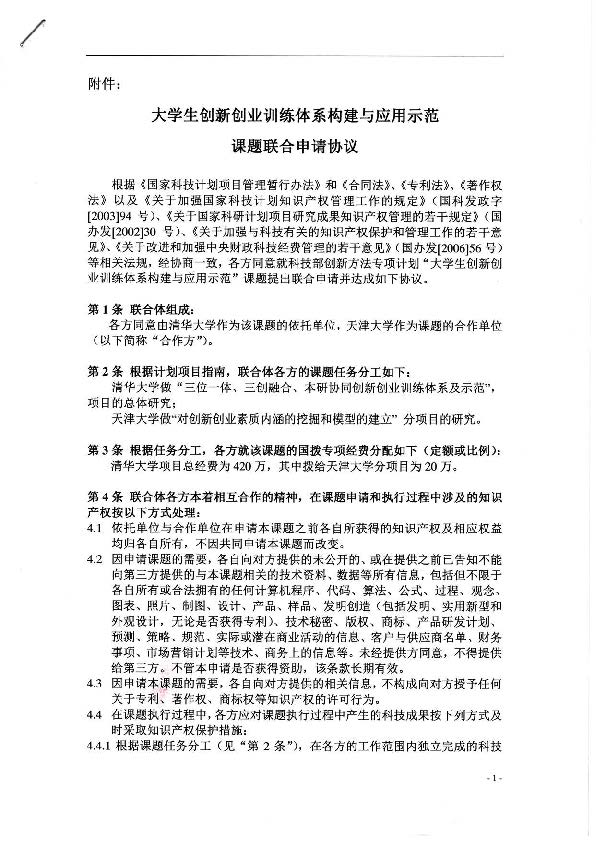 附件：
大学生创新创业训练体系构建与应用示范
课题联合申请协议
根据《国家科技计划项目管理暂行办法》和《合同法》、《专利法》、《著作权
法》以及《关于加强国家科技计划知识产权管理工作的规定》（国科发政字
[2003]94 号）、《关于国家科研计划项目研究成果知识产权管理的若干规定》（国
办发[2002]30 号）、《关于加强与科技有关的知识产权保护和管理工作的若干意
见》、《关于改进和加强中央财政科技经费管理的若干意见》（国办发[2006]56 号）
等相关法规，经协商一致，各方同意就科技部创新方法专项计划“大学生创新创
业训练体系构建与应用示范”课题提出联合申请并达成如下协议。
第 1 条 联合体组成：
各方同意由清华大学作为该课题的依托单位，天津大学作为课题的合作单位
（以下简称“合作方”）。
第 2 条 根据计划项目指南，联合体各方的课题任务分工如下：
清华大学做“三位一体、三创融合、本研协同创新创业训练体系及示范”，
项目的总体研究；
天津大学做“对创新创业素质内涵的挖掘和模型的建立”分项目的研究。
第 3 条 根据任务分工，各方就该课题的国拨专项经费分配如下（定额或比例）：
清华大学项目总经费为 420 万，其中拨给天津大学分项目为 20 万。
第 4 条 联合体各方本着相互合作的精神，在课题申请和执行过程中涉及的知识
产权按以下方式处理：
4.1 依托单位与合作单位在申请本课题之前各自所获得的知识产权及相应权益
均归各自所有，不因共同申请本课题而改变。
4.2 因申请课题的需要，各自向对方提供的未公开的、或在提供之前已告知不能
向第三方提供的与本课题相关的技术资料、数据等所有信息，包括但不限于
各自所有或合法拥有的任何计算机程序、代码、算法、公式、过程、观念、
图表、照片、制图、设计、产品、样品、发明创造（包括发明、实用新型和
外观设计，无论是否获得专利）、技术秘密、版权、商标、产品研发计划、
预测、策略、规范、实际或潜在商业活动的信息、客户与供应商名单、财务
事项、市场营销计划等技术、商务上的信息等。未经提供方同意，不得提供
给第三方。不管本申请是否获得资助，该条款长期有效。
4.3 因申请本课题的需要，各自向对方提供的相关信息，不构成向对方授予任何
关于专利、著作权、商标权等知识产权的许可行为。
4.4 在课题执行过程中，各方应对课题执行过程中产生的科技成果按下列方式及
时采取知识产权保护措施：
4.4.1 根据课题任务分工（见“第 2 条”），在各方的工作范围内独立完成的科技
- 1 -